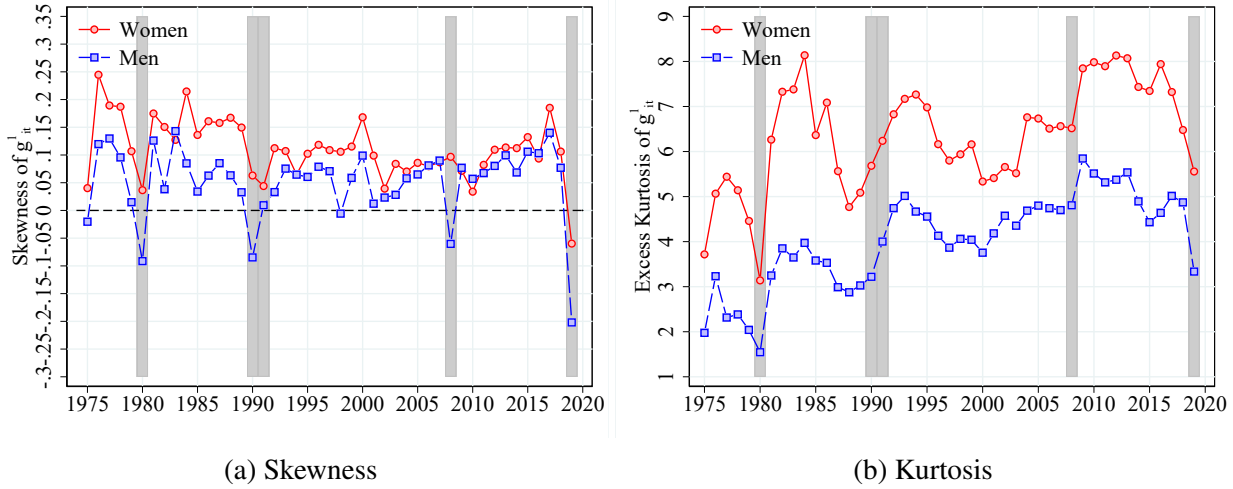 Skewness of g¹ᵢₜ
.35
.3
.25
.2
.15
.1
.05
0
-.05
-.1
-.15
-.2
-.25
-.3
Women
Men
1975 1980 1985 1990 1995 2000 2005 2010 2015 2020
(a) Skewness
Excess Kurtosis of g¹ᵢₜ
9
8
7
6
5
4
3
2
1
Women
Men
1975 1980 1985 1990 1995 2000 2005 2010 2015 2020
(b) Kurtosis